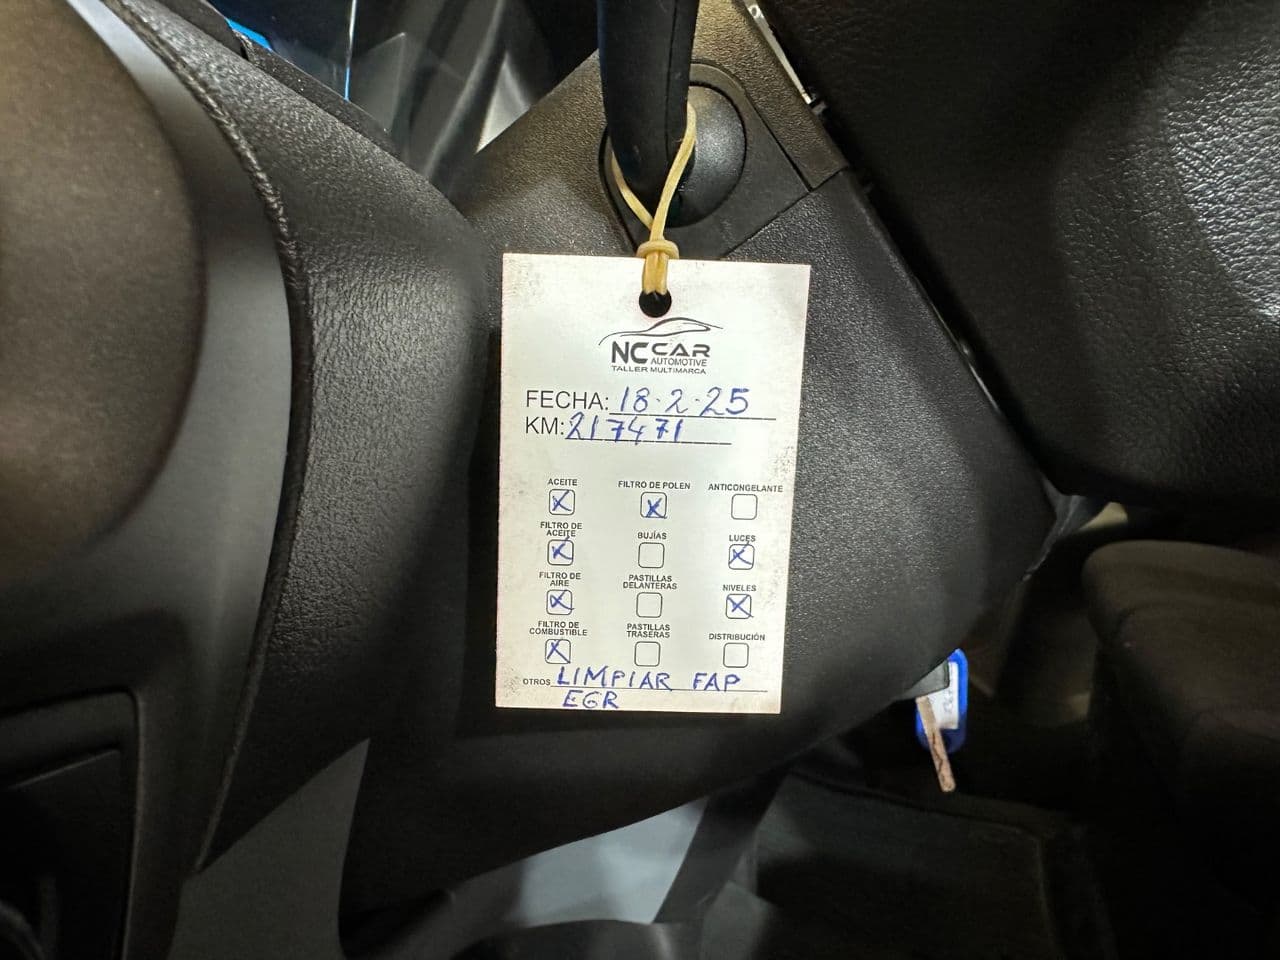 NC CAR
AUTOMOTIVE
TALLER MULTIMARCA
FECHA: 18-2-25
KM: 217471
ACEITE FILTRO DE POLEN ANTICONGELANTE
FILTRO DE ACEITE BUJÍAS LUCES
FILTRO DE AIRE PASTILLAS DELANTERAS NIVELES
FILTRO DE COMBUSTIBLE PASTILLAS TRASERAS DISTRIBUCIÓN
OTROS LIMPIAR FAP
EGR